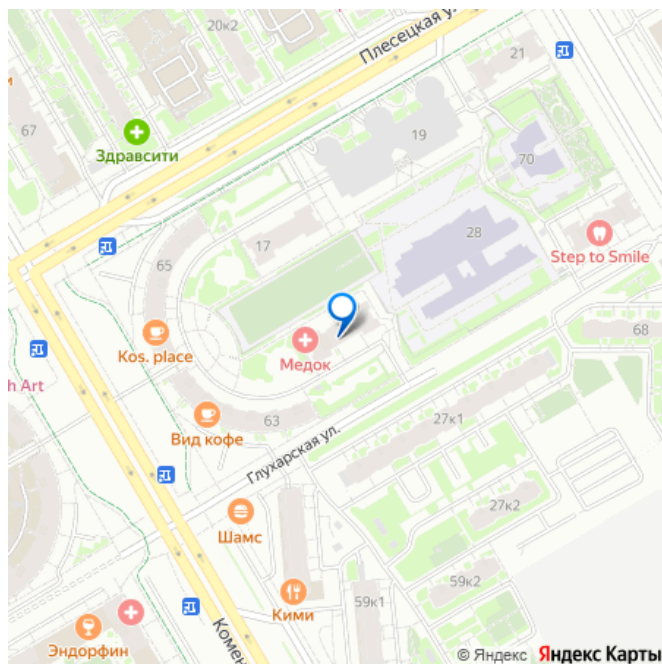 20к2
Плесецкая ул.
21
67
Здравсити
19
70
65
17
28
Step to Smile
Kos. place
Медок
68
h Art
Вид кофе
63
27к1
Глухарская ул.
Шамс
27к2
59к2
59к1
Кими
Эндорфин
Комен
© Яндекс Яндекс Карты